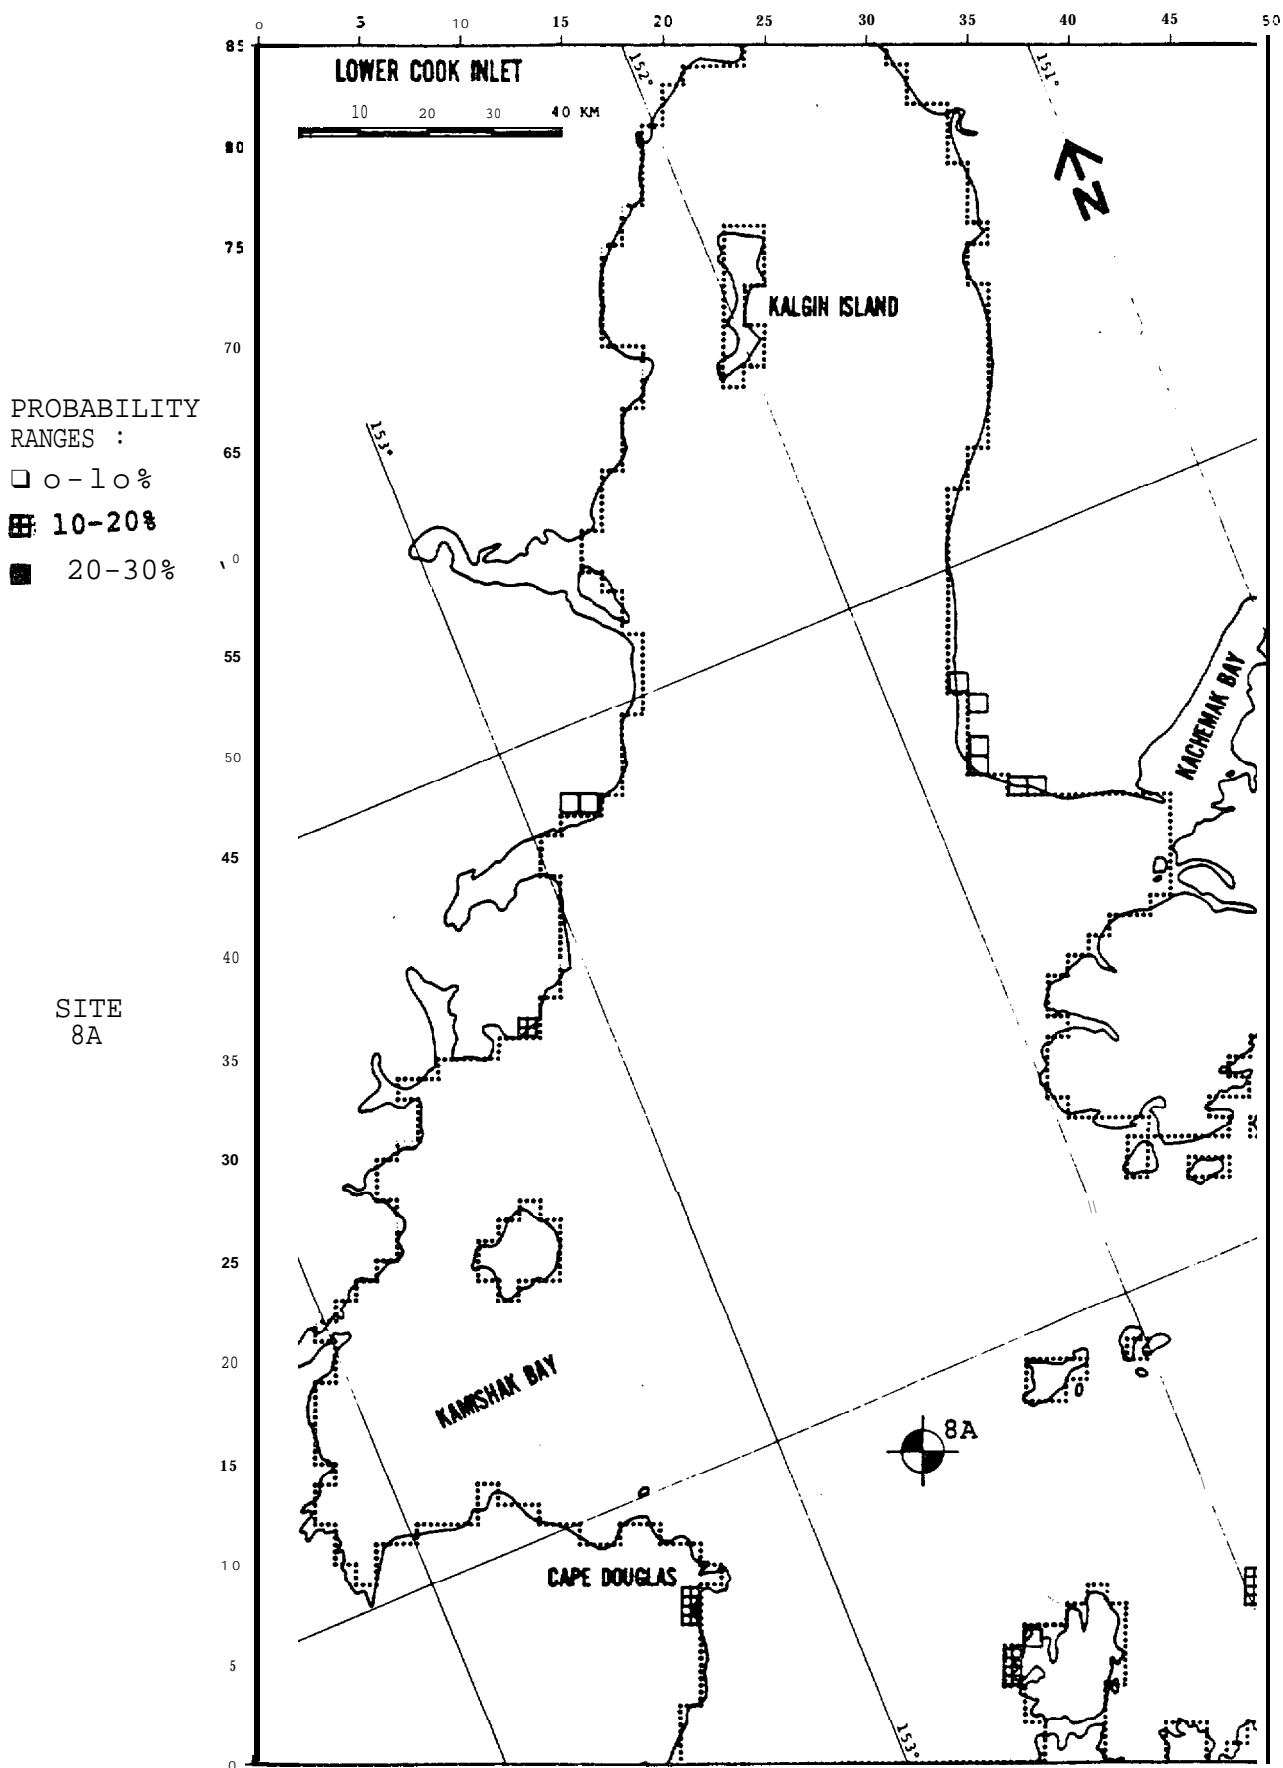 o 5 10 15 20 25 30 35 40 45 50
85
LOWER COOK INLET
10 20 30 40 KM
80
75
70
65
0
55
50
45
40
35
30
25
20
15
10
5
0
152°
151°
N
KALGIN ISLAND
PROBABILITY
RANGES :
o-lo%
10-20%
20-30%
153°
KACHEMAK BAY
SITE
8A
KAMISHAK BAY
8A
CAPE DOUGLAS
153°